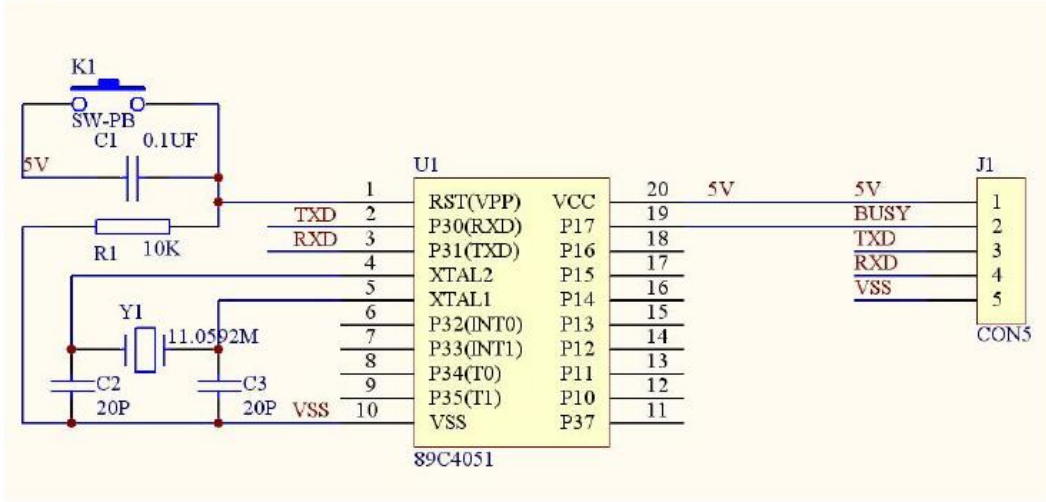 K1
SW-PB
C1 0.1UF
5V
R1 10K
Y1
11.0592M
C2
20P
C3
20P
VSS
TXD
RXD
U1
1 RST(VPP) VCC 20
2 P30(RXD) P17 19
3 P31(TXD) P16 18
4 XTAL2 P15 17
5 XTAL1 P14 16
6 P32(INT0) P13 15
7 P33(INT1) P12 14
8 P34(T0) P11 13
9 P35(T1) P10 12
10 VSS P37 11
89C4051
5V
J1
5V 1
BUSY 2
TXD 3
RXD 4
VSS 5
CON5